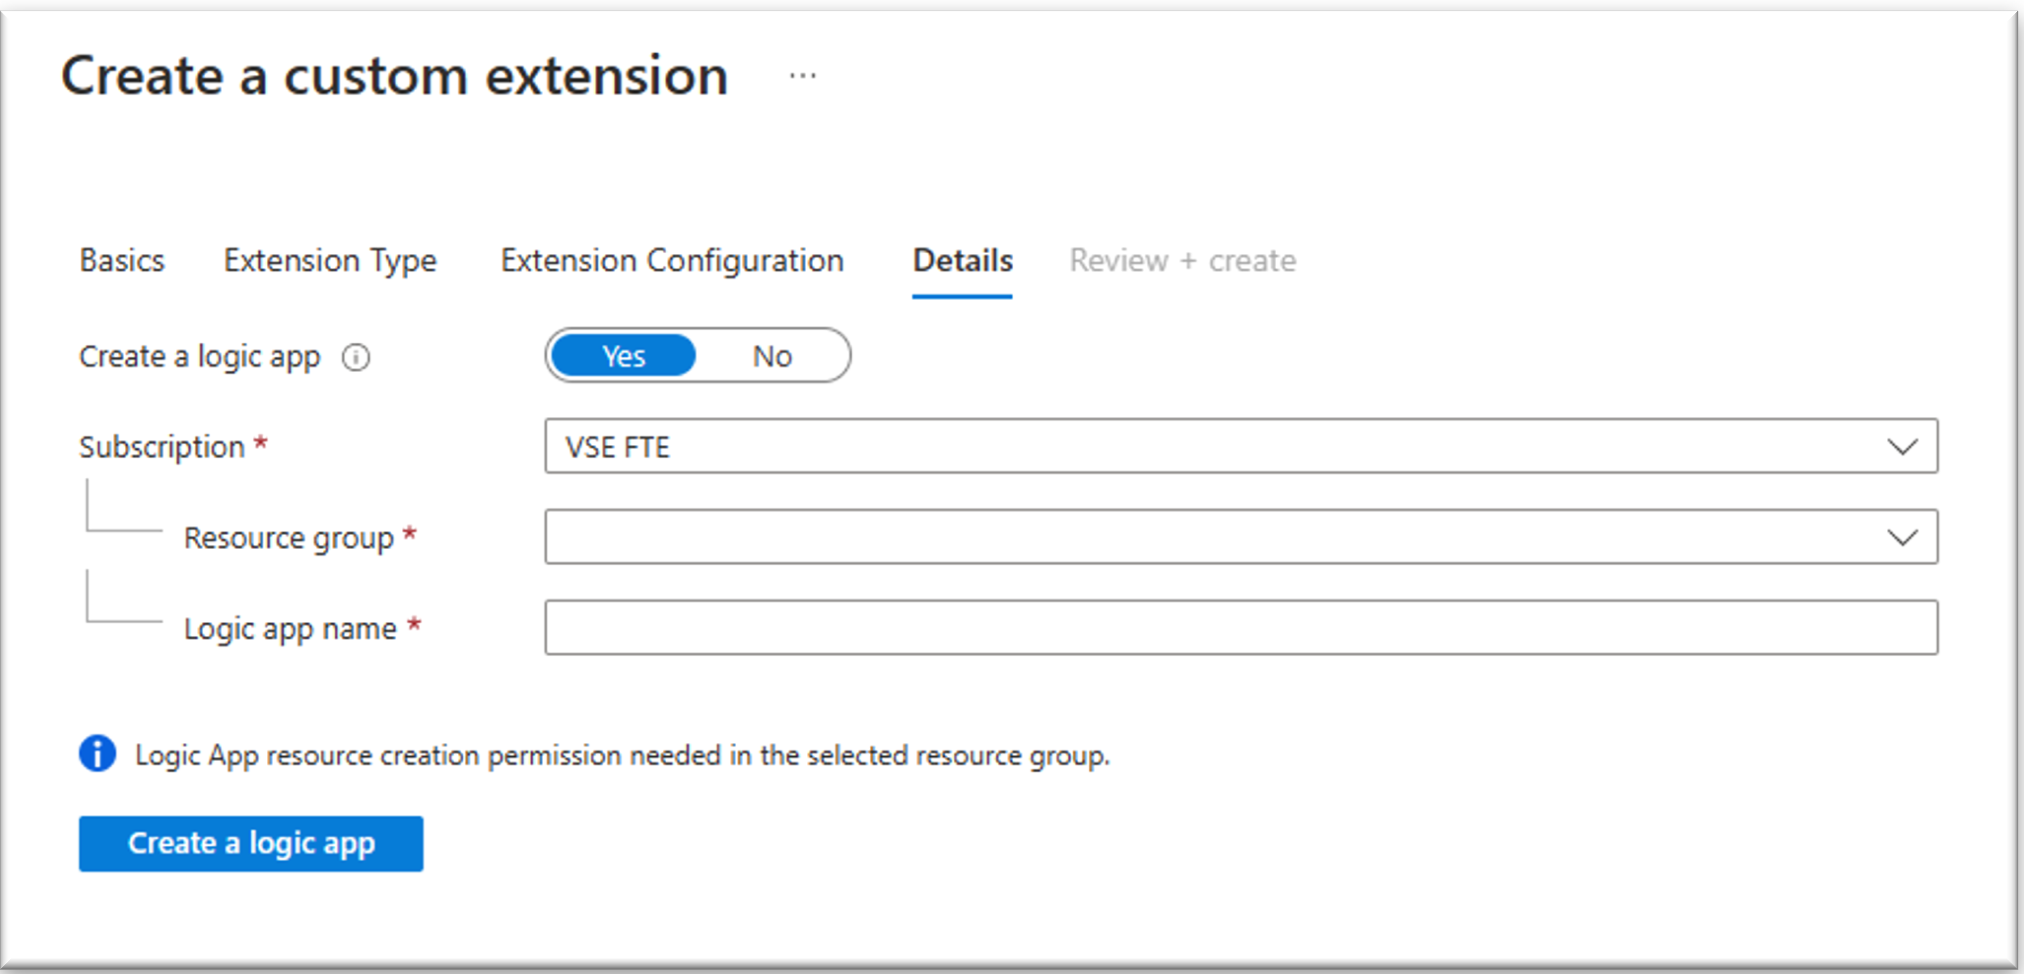 Create a custom extension ...
Basics Extension Type Extension Configuration Details Review + create
Create a logic app Yes No
Subscription * VSE FTE
Resource group *
Logic app name *
Logic App resource creation permission needed in the selected resource group.
Create a logic app